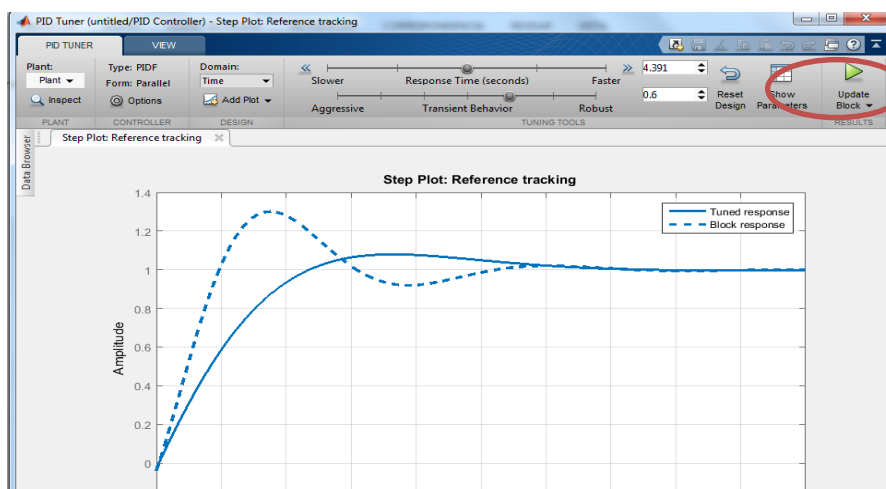 PID Tuner (untitled/PID Controller) - Step Plot: Reference tracking
PID TUNER VIEW
Plant: Type: PIDF Domain:
Plant Form: Parallel Time Slower Response Time (seconds) Faster 4.391
Inspect Options Add Plot Aggressive Transient Behavior Robust 0.6 Reset Design Show Parameters Update Block
PLANT CONTROLLER DESIGN TUNING TOOLS RESULTS
Data Browser
Step Plot: Reference tracking
Step Plot: Reference tracking
Tuned response
Block response
Amplitude
1.4
1.2
1
0.8
0.6
0.4
0.2
0